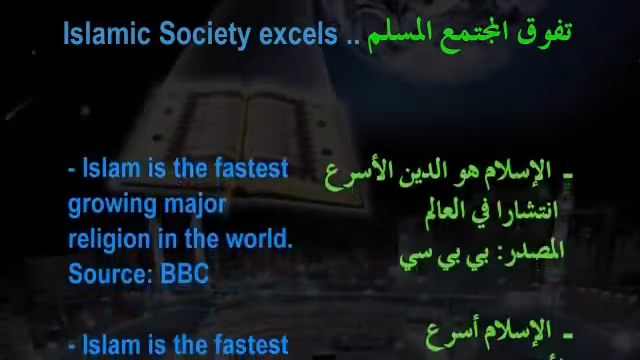 Islamic Society excels .. تفوق المجتمع المسلم
- Islam is the fastest
growing major
religion in the world.
Source: BBC
- الإسلام هو الدين الأسرع
انتشارا في العالم
المصدر: بي بي سي
- Islam is the fastest
- الإسلام أسرع